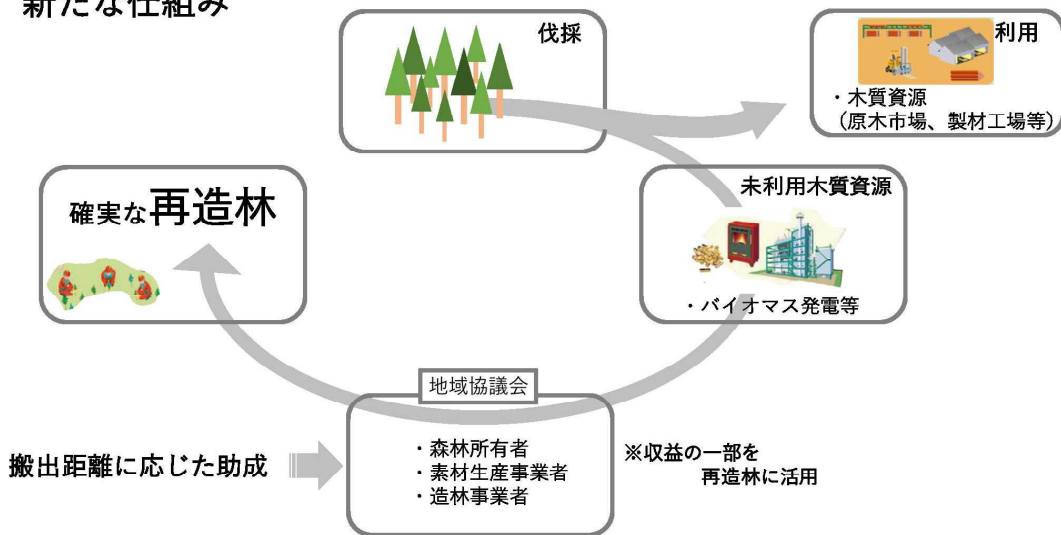 新たな仕組み
伐採
利用
・木質資源
(原木市場、製材工場等)
確実な再造林
未利用木質資源
・バイオマス発電等
地域協議会
・森林所有者
・素材生産事業者
・造林事業者
搬出距離に応じた助成
※収益の一部を
再造林に活用